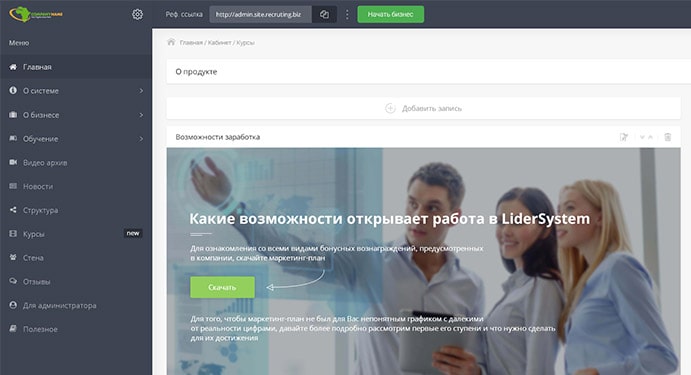 COMPANYNAME
Реф. ссылка
http://admin.site.recruting.biz
Начать бизнес
Меню
Главная
О системе
О бизнесе
Обучение
Видео архив
Новости
Структура
Курсы
new
Стена
Отзывы
Для администратора
Полезное
Главная / Кабинет / Курсы
О продукте
Добавить запись
Возможности заработка
Какие возможности открывает работа в LiderSystem
Для ознакомления со всеми видами бонусных вознаграждений, предусмотренных
в компании, скачайте маркетинг-план
Скачать
Для того, чтобы маркетинг-план не был для Вас непонятным графиком с далекими
от реальности цифрами, давайте более подробно рассмотрим первые его ступени и что нужно сделать
для их достижения